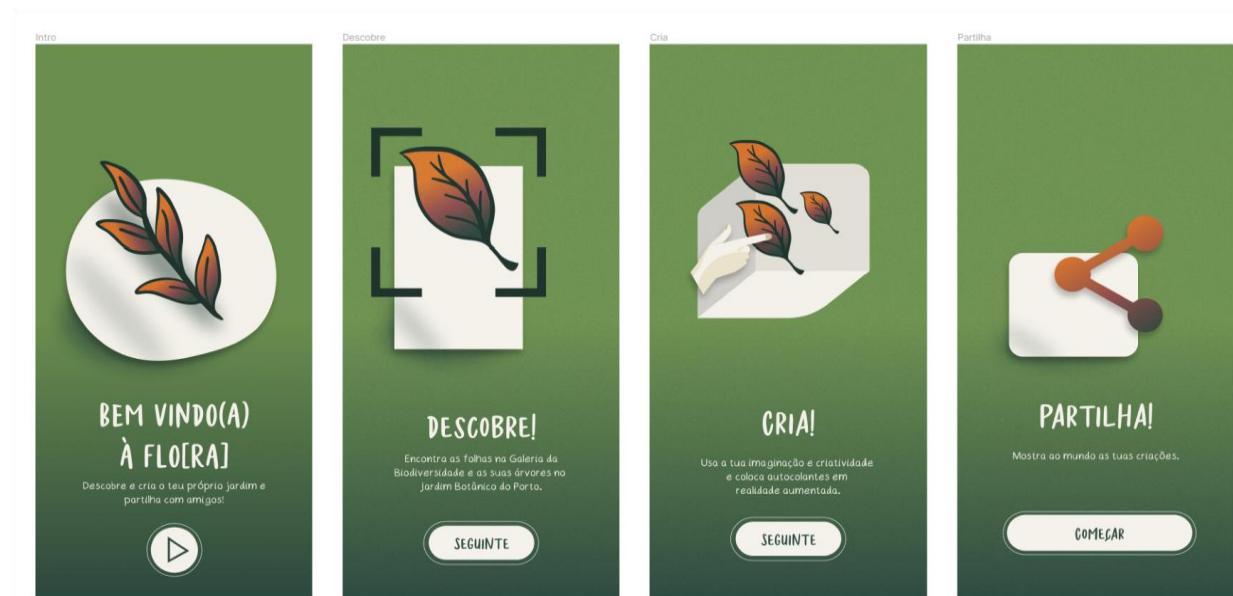 Intro
BEM VINDO(A)
À FLO[RA]
Descobre e cria o teu próprio jardim e
partilha com amigos!
Descobre
DESCOBRE!
Encontra as folhas na Galeria da
Biodiversidade e as suas árvores no
Jardim Botânico do Porto.
SEGUINTE
Cria
CRIA!
Usa a tua imaginação e criatividade
e coloca autocolantes em
realidade aumentada.
SEGUINTE
Partilha
PARTILHA!
Mostra ao mundo as tuas criações.
COMEÇAR